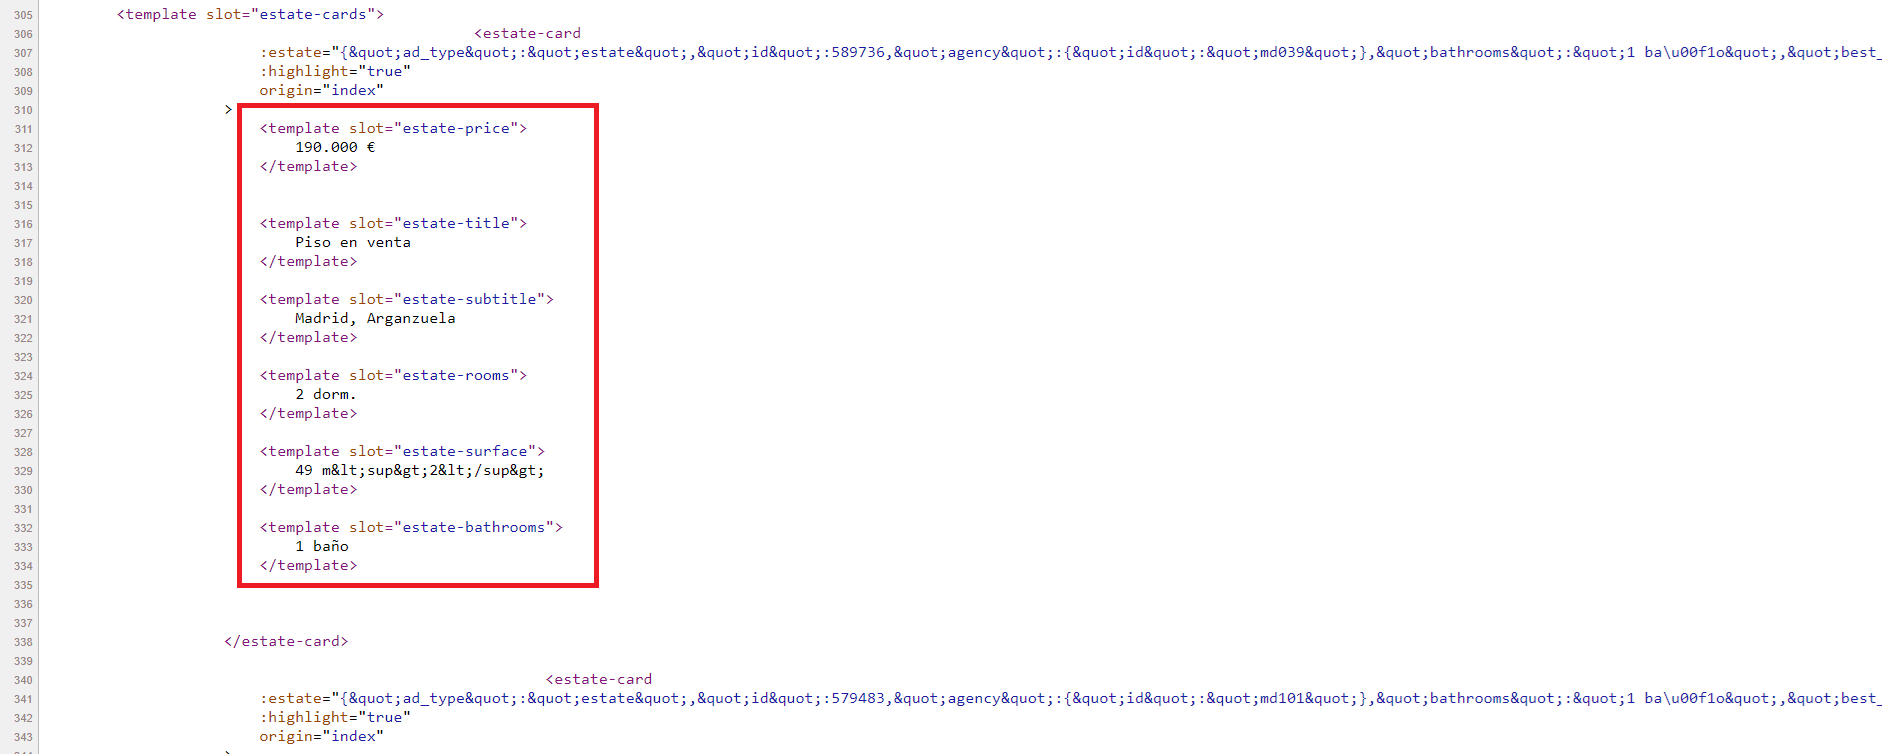 305 <template slot="estate-cards">
306 <estate-card
307 :estate="{&quot;ad_type&quot;:&quot;estate&quot;,&quot;id&quot;:589736,&quot;agency&quot;:{&quot;id&quot;:&quot;md039&quot;},&quot;bathrooms&quot;:&quot;1 ba\u00f1o&quot;,&quot;best_
308 :highlight="true"
309 origin="index"
310 >
311 <template slot="estate-price">
312 190.000 €
313 </template>
314
315
316 <template slot="estate-title">
317 Piso en venta
318 </template>
319
320 <template slot="estate-subtitle">
321 Madrid, Arganzuela
322 </template>
323
324 <template slot="estate-rooms">
325 2 dorm.
326 </template>
327
328 <template slot="estate-surface">
329 49 m&lt;sup&gt;2&lt;/sup&gt;
330 </template>
331
332 <template slot="estate-bathrooms">
333 1 baño
334 </template>
335
336
337
338 </estate-card>
339
340 <estate-card
341 :estate="{&quot;ad_type&quot;:&quot;estate&quot;,&quot;id&quot;:579483,&quot;agency&quot;:{&quot;id&quot;:&quot;md101&quot;},&quot;bathrooms&quot;:&quot;1 ba\u00f1o&quot;,&quot;best_
342 :highlight="true"
343 origin="index"